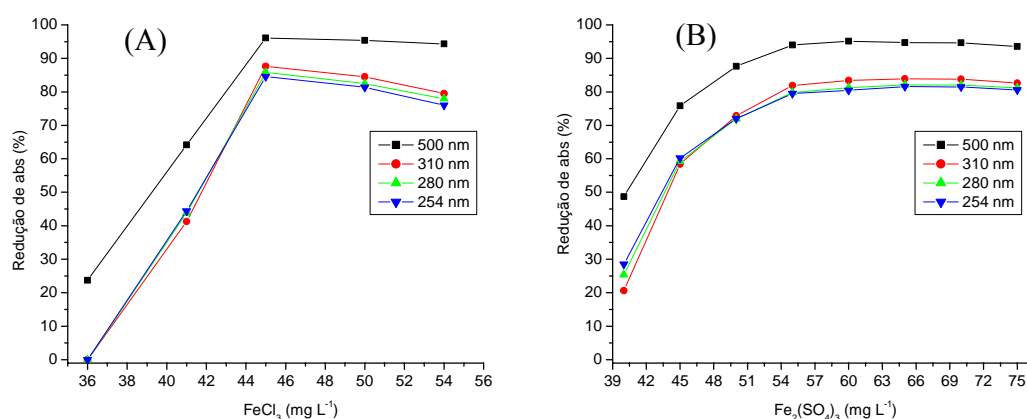 (A)
Redução de abs (%)
100
90
80
70
60
50
40
30
20
10
0
500 nm
310 nm
280 nm
254 nm
36 38 40 42 44 46 48 50 52 54 56
FeCl₃ (mg L⁻¹)
(B)
Redução de abs (%)
100
90
80
70
60
50
40
30
20
10
0
500 nm
310 nm
280 nm
254 nm
39 42 45 48 51 54 57 60 63 66 69 72 75
Fe₂(SO₄)₃ (mg L⁻¹)